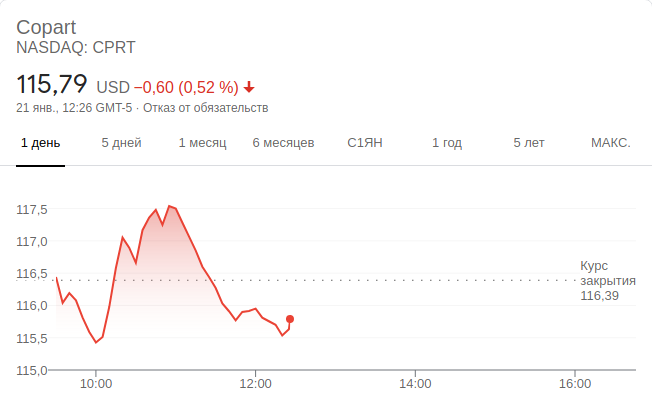 Copart
NASDAQ: CPRT
115,79 USD −0,60 (0,52 %)
21 янв., 12:26 GMT-5 · Отказ от обязательств
1 день 5 дней 1 месяц 6 месяцев С1ЯН 1 год 5 лет МАКС.
117,5
117,0
116,5
116,0
115,5
115,0
Курс
закрытия
116,39
10:00 12:00 14:00 16:00